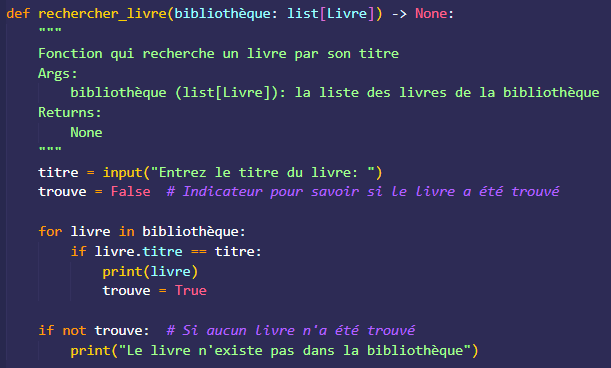 def rechercher_livre(bibliothèque: list[Livre]) -> None:
    """
    Fonction qui recherche un livre par son titre
    Args:
        bibliothèque (list[Livre]): la liste des livres de la bibliothèque
    Returns:
        None
    """
    titre = input("Entrez le titre du livre: ")
    trouve = False  # Indicateur pour savoir si le livre a été trouvé

    for livre in bibliothèque:
        if livre.titre == titre:
            print(livre)
            trouve = True

    if not trouve:  # Si aucun livre n'a été trouvé
        print("Le livre n'existe pas dans la bibliothèque")